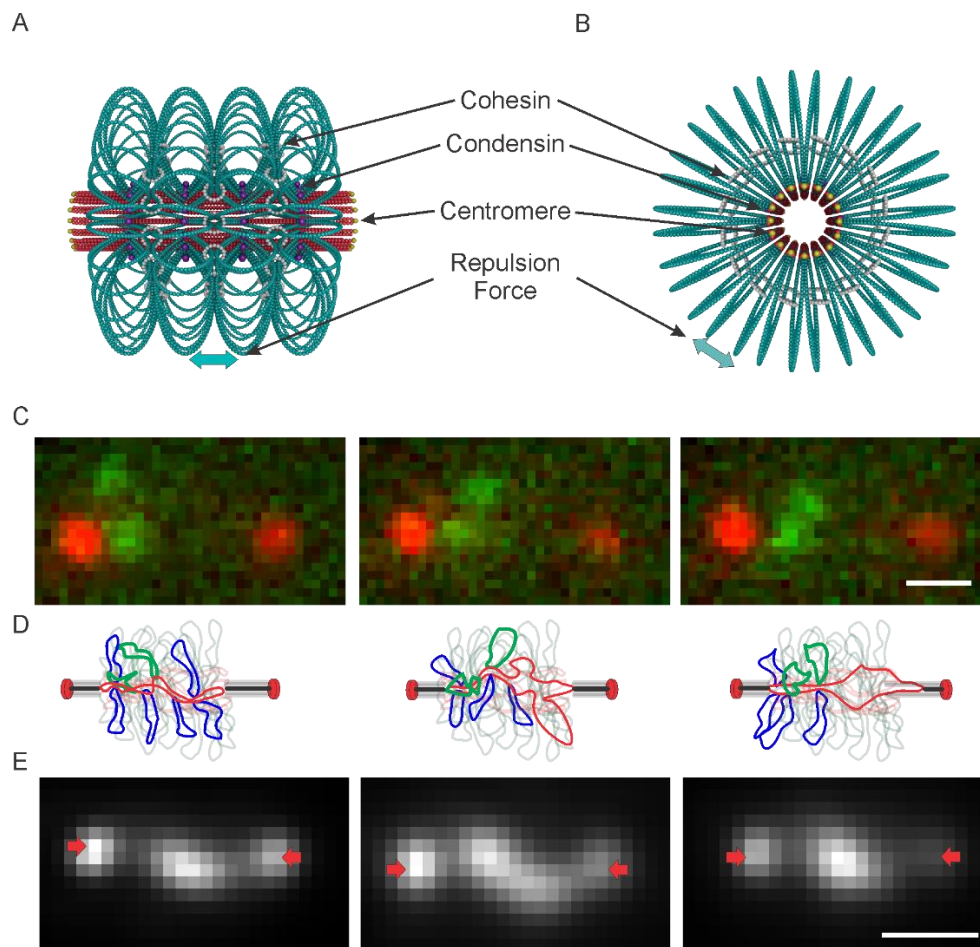 A
B
Cohesin
Condensin
Centromere
Repulsion
Force
C
D
E